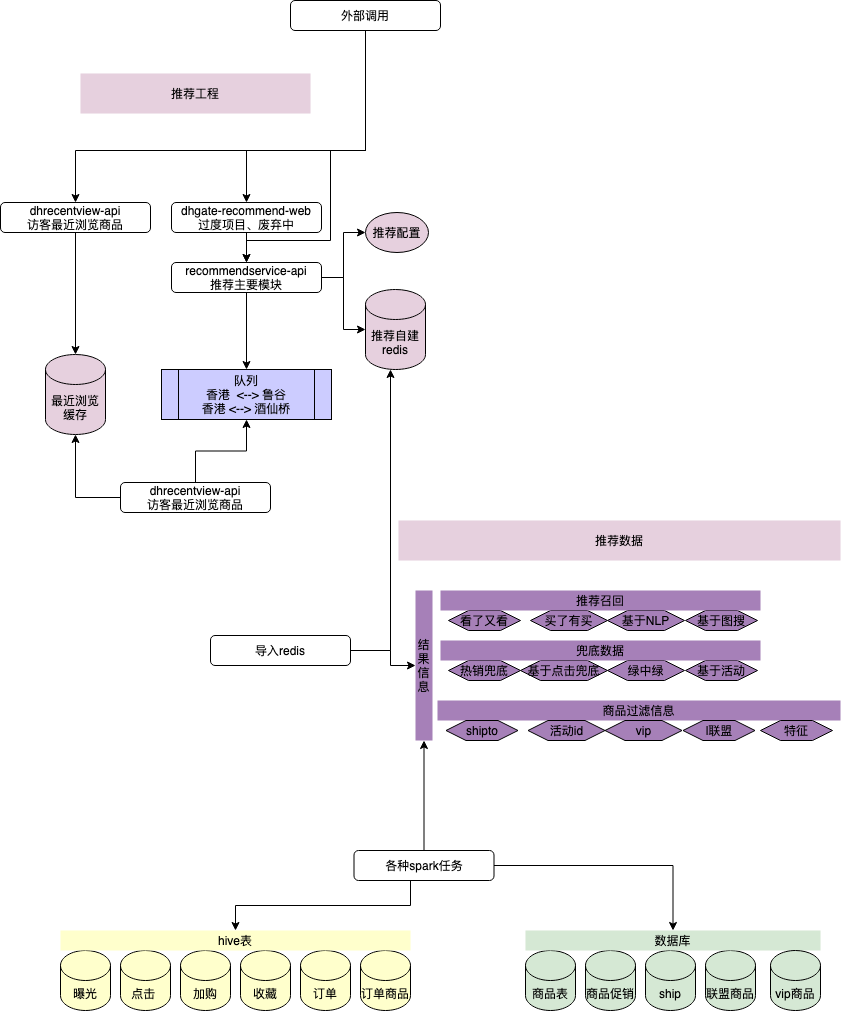 外部调用
推荐工程
dhrecentview-api
访客最近浏览商品
dhgate-recommend-web
过度项目、废弃中
推荐配置
recommendservice-api
推荐主要模块
推荐自建
redis
最近浏览
缓存
队列
香港 <--> 鲁谷
香港 <--> 酒仙桥
dhrecentview-api
访客最近浏览商品
推荐数据
导入redis
结果信息
推荐召回
看了又看 买了有买 基于NLP 基于图搜
兜底数据
热销兜底 基于点击兜底 绿中绿 基于活动
商品过滤信息
shipto 活动id vip l联盟 特征
各种spark任务
hive表
曝光 点击 加购 收藏 订单 订单商品
数据库
商品表 商品促销 ship 联盟商品 vip商品